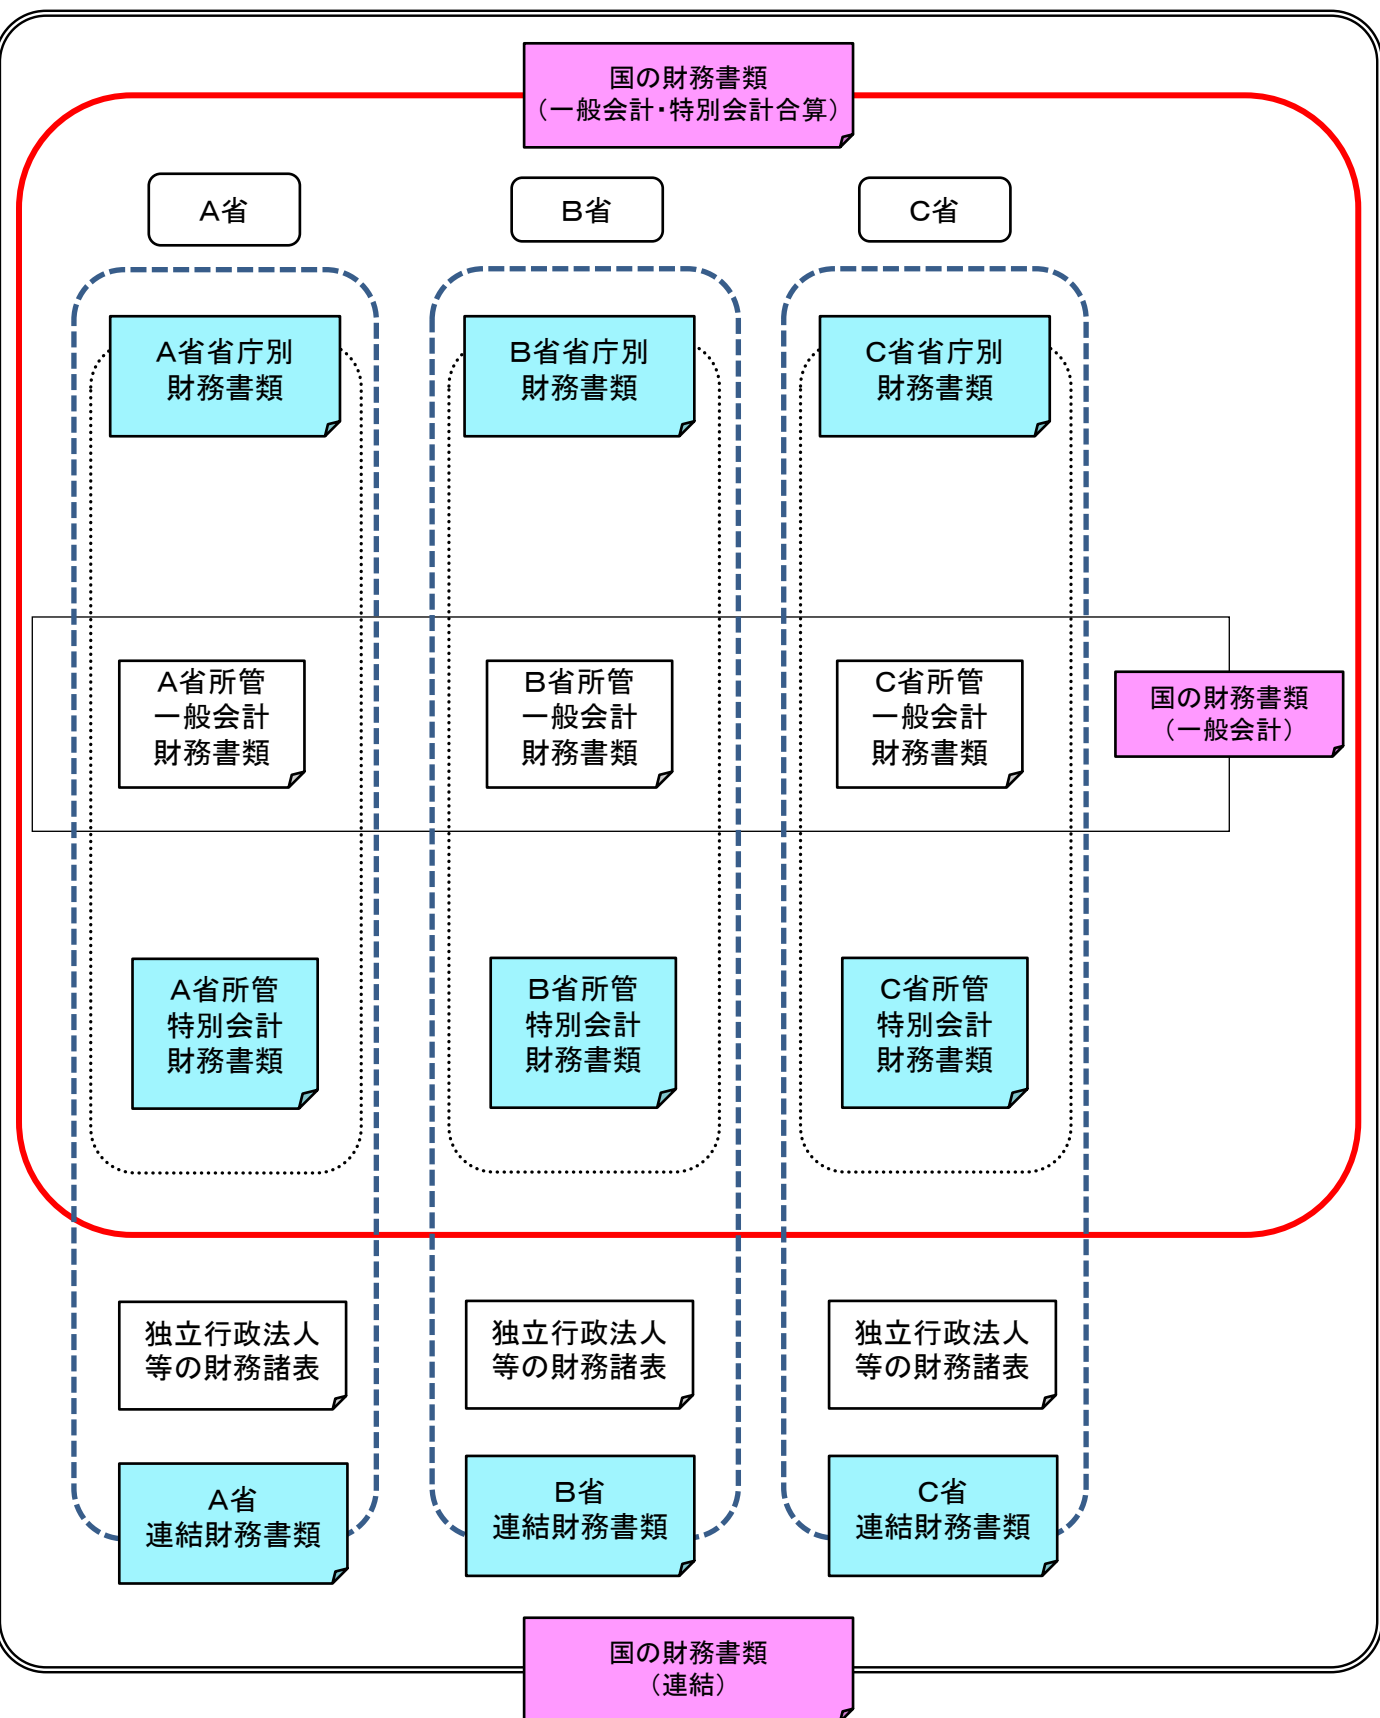 国の財務書類
（一般会計・特別会計合算）
A省
B省
C省
A省省庁別
財務書類
B省省庁別
財務書類
C省省庁別
財務書類
A省所管
一般会計
財務書類
B省所管
一般会計
財務書類
C省所管
一般会計
財務書類
国の財務書類
（一般会計）
A省所管
特別会計
財務書類
B省所管
特別会計
財務書類
C省所管
特別会計
財務書類
独立行政法人
等の財務諸表
独立行政法人
等の財務諸表
独立行政法人
等の財務諸表
A省
連結財務書類
B省
連結財務書類
C省
連結財務書類
国の財務書類
（連結）